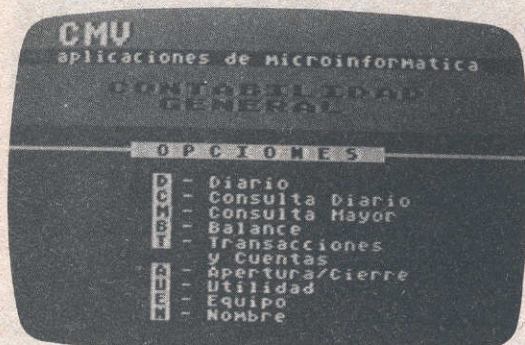 CMV
aplicaciones de microinformatica
CONTABILIDAD
GENERAL
OPCIONES
D - Diario
C - Consulta Diario
M - Consulta Mayor
B - Balance
T - Transacciones
y Cuentas
A - Apertura/Cierre
U - Utilidad
E - Equipo
N - Nombre